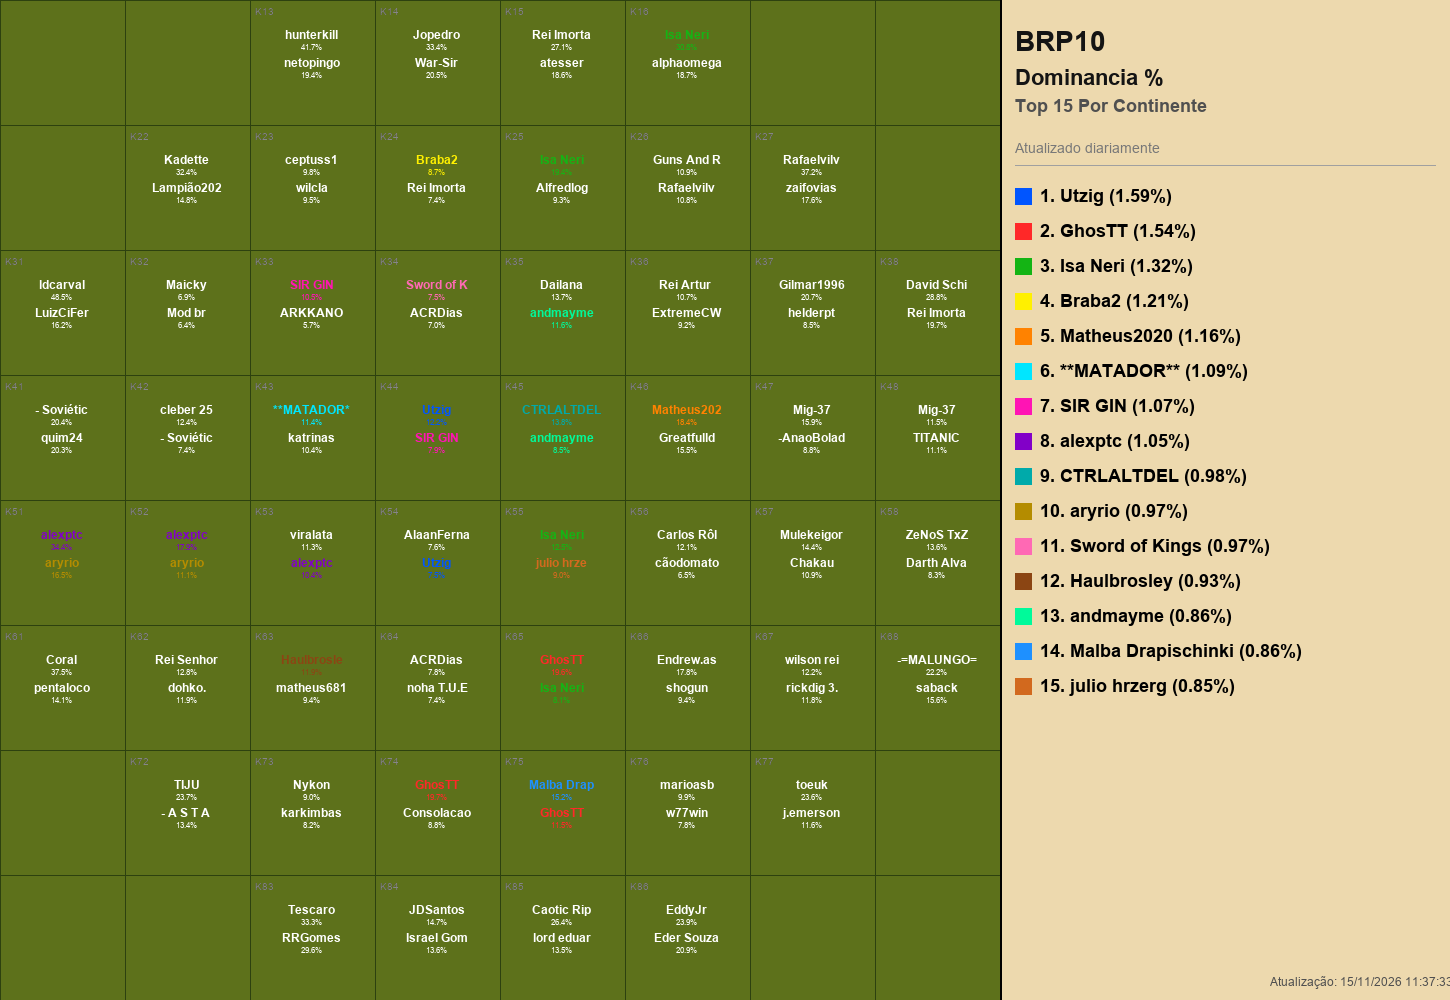 K13
hunterkill
41.7%
netopingo
19.4%
K14
Jopedro
33.4%
War-Sir
20.5%
K15
Rei Imorta
27.1%
atesser
18.6%
K16
Isa Neri
alphaomega
18.7%
K22
Kadette
32.4%
Lampião202
14.8%
K23
ceptuss1
9.8%
wilcla
9.5%
K24
Braba2
8.7%
Rei Imorta
7.4%
K25
Isa Neri
Alfredlog
9.3%
K26
Guns And R
10.9%
Rafaelvilv
10.8%
K27
Rafaelvilv
37.2%
zaifovias
17.6%
K31
ldcarval
48.5%
LuizCiFer
16.2%
K32
Maicky
6.9%
Mod br
6.4%
K33
SIR GIN
ARKKANO
5.7%
K34
Sword of K
7.5%
ACRDias
7.0%
K35
Dailana
13.7%
andmayme
11.6%
K36
Rei Artur
10.7%
ExtremeCW
9.2%
K37
Gilmar1996
20.7%
helderpt
8.5%
K38
David Schi
28.8%
Rei Imorta
19.7%
K41
- Soviétic
20.4%
quim24
20.3%
K42
cleber 25
12.4%
- Soviétic
7.4%
K43
**MATADOR*
11.4%
katrinas
10.4%
K44
Utzig
SIR GIN
K45
CTRLALTDEL
andmayme
8.5%
K46
Matheus202
18.4%
Greatfulld
15.5%
K47
Mig-37
15.9%
-AnaoBolad
8.8%
K48
Mig-37
11.5%
TITANIC
11.1%
K51
alexptc
34.4%
aryrio
16.5%
K52
alexptc
17.9%
aryrio
11.1%
K53
viralata
11.3%
alexptc
10.4%
K54
AlaanFerna
7.6%
Utzig
K55
Isa Neri
julio hrze
9.0%
K56
Carlos Rôl
12.1%
cãodomato
6.5%
K57
Mulekeigor
14.4%
Chakau
10.9%
K58
ZeNoS TxZ
13.6%
Darth Alva
8.3%
K61
Coral
37.5%
pentaloco
14.1%
K62
Rei Senhor
12.8%
dohko.
11.9%
K63
Haulbrosle
matheus681
9.4%
K64
ACRDias
7.8%
noha T.U.E
7.4%
K65
GhosTT
Isa Neri
K66
Endrew.as
17.8%
shogun
9.4%
K67
wilson rei
12.2%
rickdig 3.
11.8%
K69
-=MALUNGO=
22.2%
saback
15.6%
K72
TIJU
23.7%
- A S T A
13.4%
K73
Nykon
9.0%
karkimbas
8.2%
K74
GhosTT
Consolacao
8.8%
K75
Malba Drap
15.2%
GhosTT
K76
marioasb
9.9%
w77win
7.8%
K77
toeuk
23.6%
j.emerson
11.6%
K83
Tescaro
33.3%
RRGomes
29.6%
K84
JDSantos
14.7%
Israel Gom
13.6%
K85
Caotic Rip
26.4%
lord eduar
13.5%
K86
EddyJr
23.9%
Eder Souza
20.9%
BRP10
Dominancia %
Top 15 Por Continente
Atualizado diariamente
1. Utzig (1.59%)
2. GhosTT (1.54%)
3. Isa Neri (1.32%)
4. Braba2 (1.21%)
5. Matheus2020 (1.16%)
6. **MATADOR** (1.09%)
7. SIR GIN (1.07%)
8. alexptc (1.05%)
9. CTRLALTDEL (0.98%)
10. aryrio (0.97%)
11. Sword of Kings (0.97%)
12. Haulbrosley (0.93%)
13. andmayme (0.86%)
14. Malba Drapischinki (0.86%)
15. julio hrzerg (0.85%)
Atualização: 15/11/2026 11:37:33